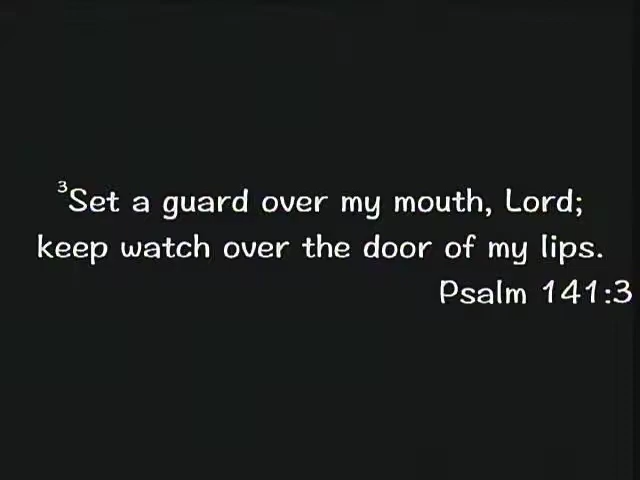 ³Set a guard over my mouth, Lord;
keep watch over the door of my lips.
Psalm 141:3